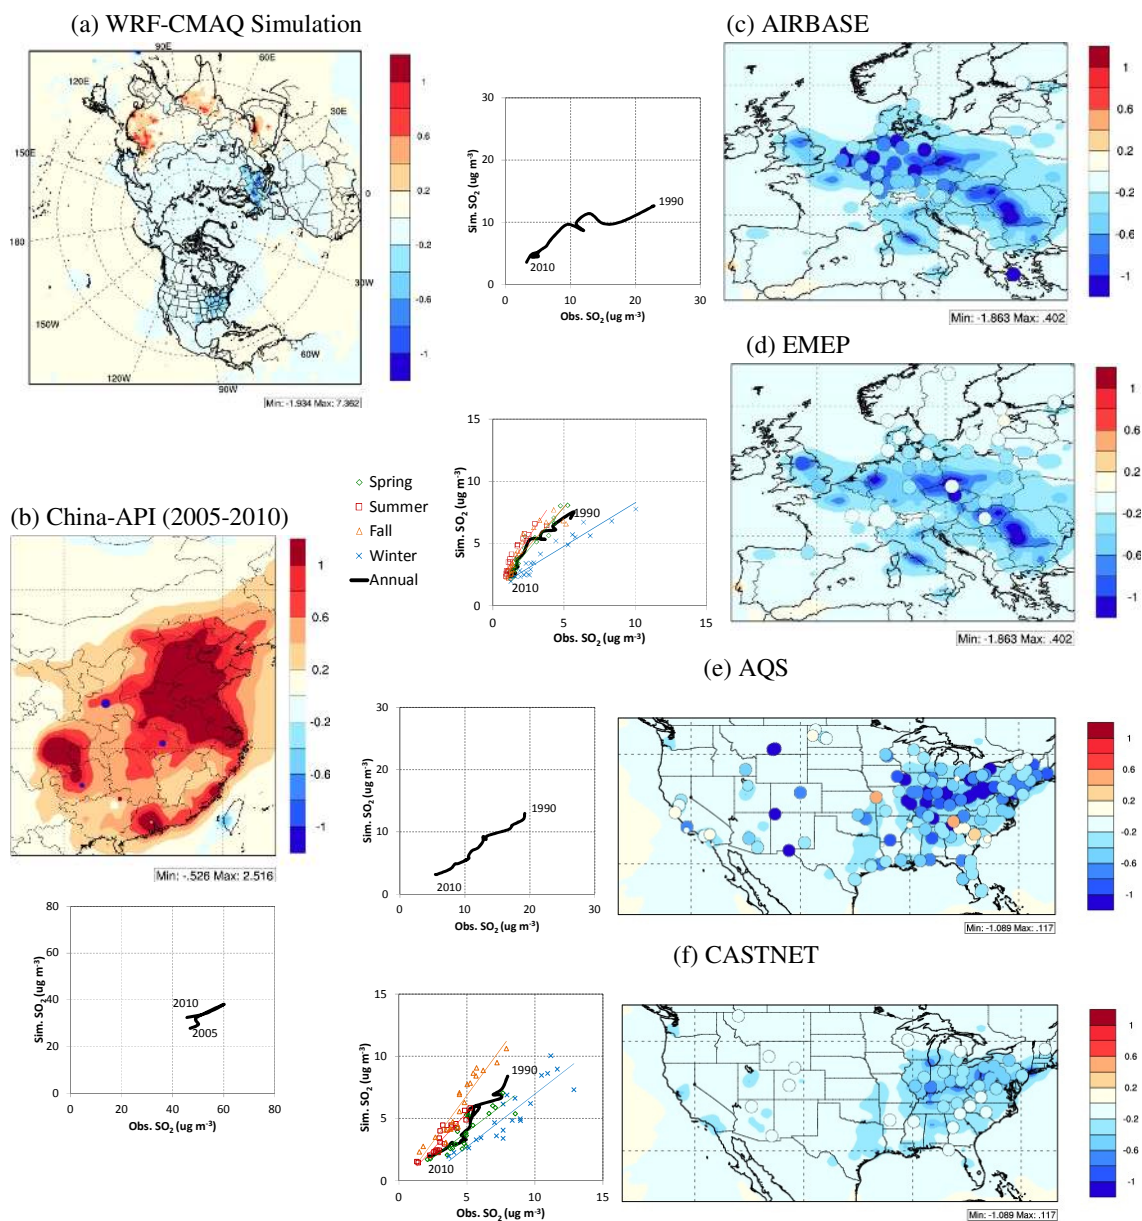 (a) WRF-CMAQ Simulation
90E
60E
120E
30E
150E
0
180
30W
150W
60W
120W
90W
1
0.6
0.2
-0.2
-0.6
-1
Min: -1.934 Max: 7.362
(c) AIRBASE
30
20
10
0
Sim. SO2 (ug m-3)
1990
2010
0 10 20 30
Obs. SO2 (ug m-3)
1
0.6
0.2
-0.2
-0.6
-1
Min: -1.863 Max: .402
(d) EMEP
15
10
5
0
Sim. SO2 (ug m-3)
1990
2010
0 5 10 15
Obs. SO2 (ug m-3)
1
0.6
0.2
-0.2
-0.6
-1
Min: -1.863 Max: .402
Spring
Summer
Fall
Winter
Annual
(b) China-API (2005-2010)
1
0.6
0.2
-0.2
-0.6
-1
Min: -.526 Max: 2.516
80
60
40
20
0
Sim. SO2 (ug m-3)
2010
2005
0 20 40 60 80
Obs. SO2 (ug m-3)
(e) AQS
30
20
10
0
Sim. SO2 (ug m-3)
1990
2010
0 10 20 30
Obs. SO2 (ug m-3)
1
0.6
0.2
-0.2
-0.6
-1
Min: -1.089 Max: .117
(f) CASTNET
15
10
5
0
Sim. SO2 (ug m-3)
1990
2010
0 5 10 15
Obs. SO2 (ug m-3)
1
0.6
0.2
-0.2
-0.6
-1
Min: -1.089 Max: .117